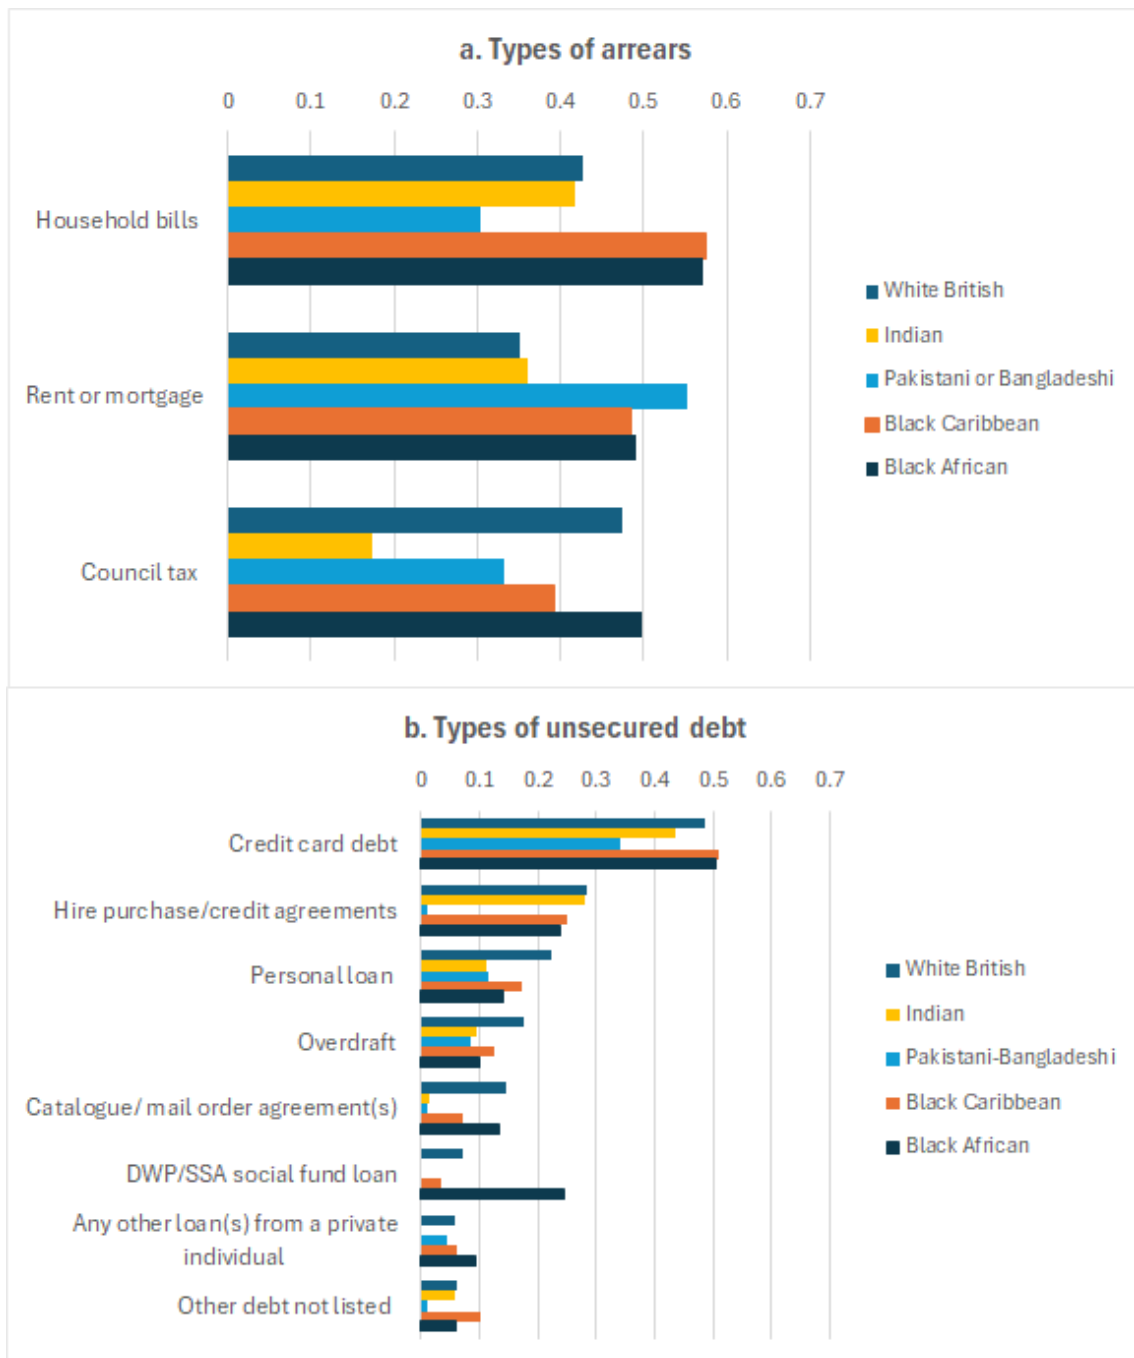 a. Types of arrears
0 0.1 0.2 0.3 0.4 0.5 0.6 0.7
Household bills
Rent or mortgage
Council tax
White British
Indian
Pakistani or Bangladeshi
Black Caribbean
Black African
b. Types of unsecured debt
0 0.1 0.2 0.3 0.4 0.5 0.6 0.7
Credit card debt
Hire purchase/credit agreements
Personal loan
Overdraft
Catalogue/ mail order agreement(s)
DWP/SSA social fund loan
Any other loan(s) from a private
individual
Other debt not listed
White British
Indian
Pakistani-Bangladeshi
Black Caribbean
Black African